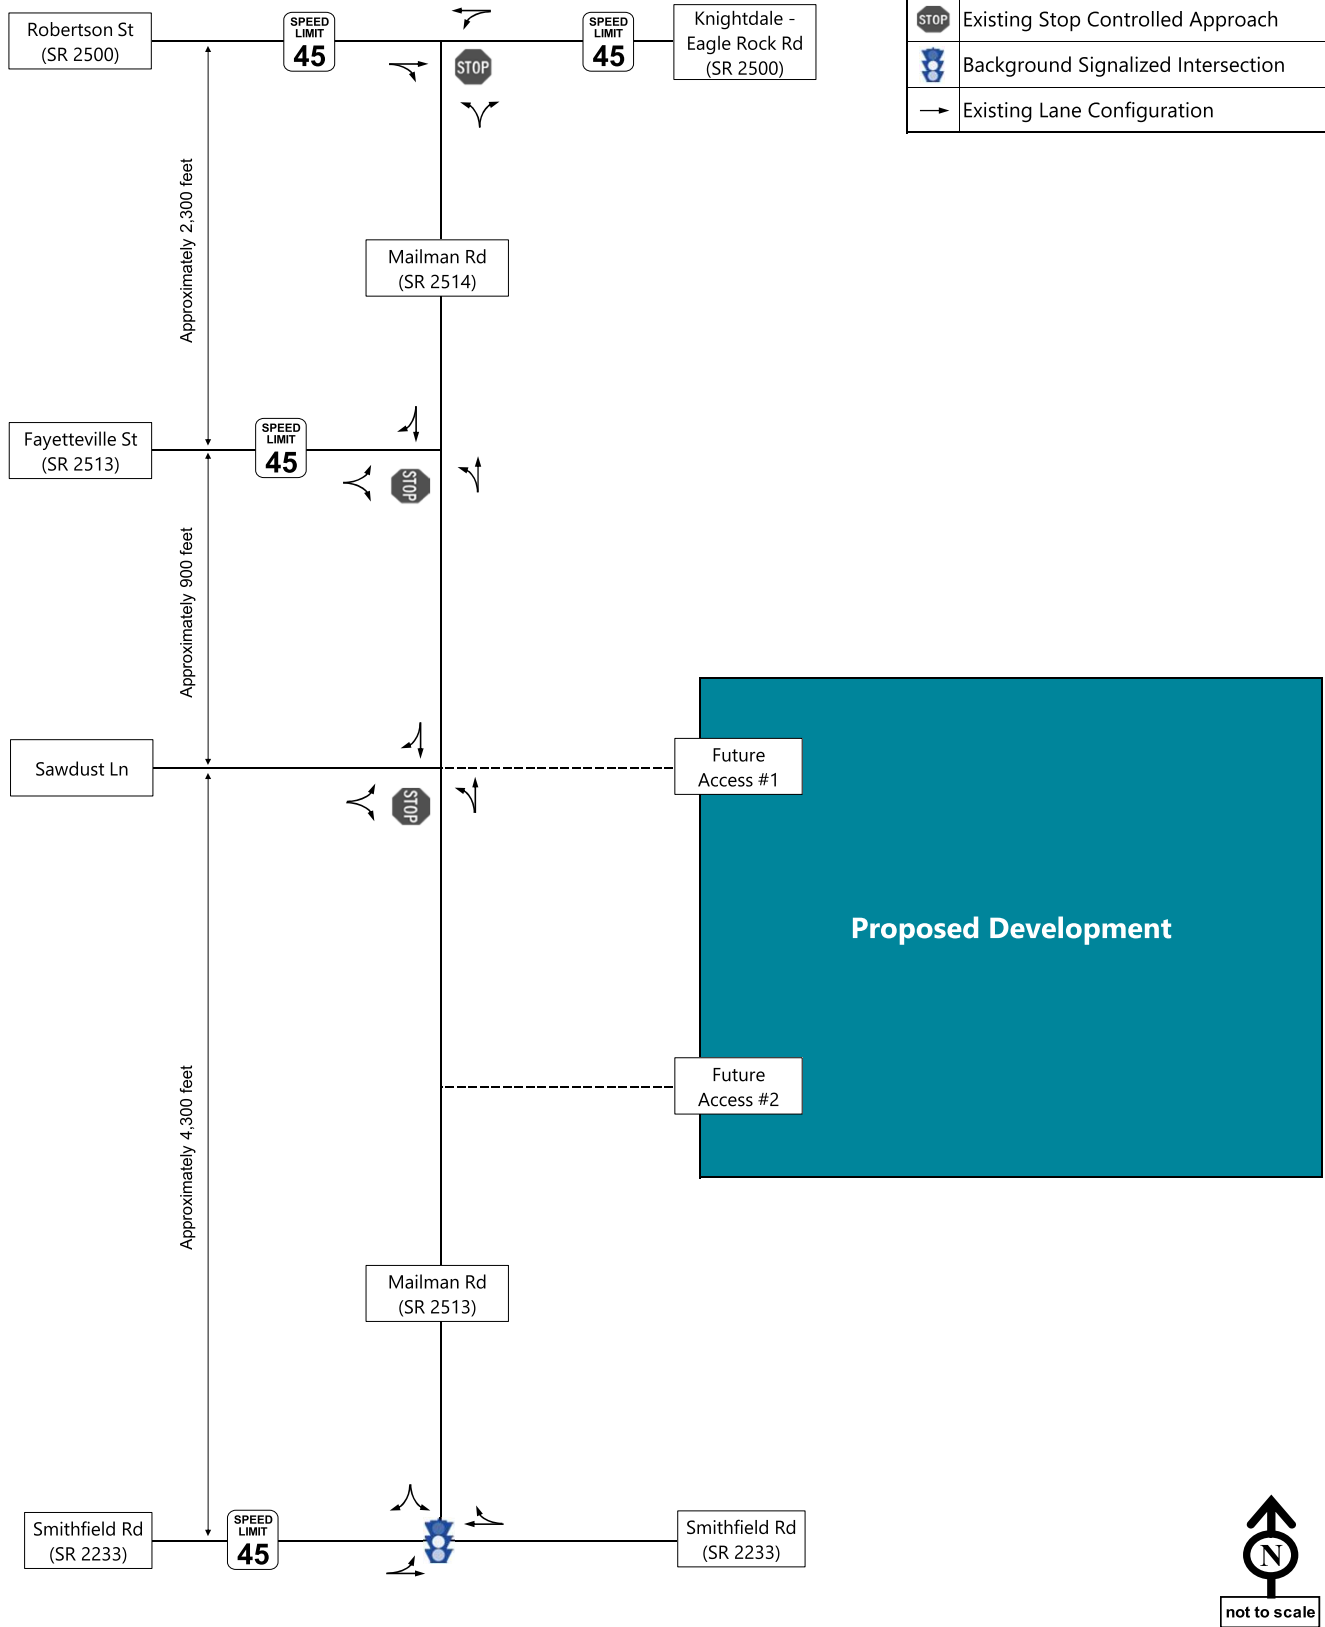 Robertson St
(SR 2500)
SPEED
LIMIT
45
SPEED
LIMIT
45
Knightdale -
Eagle Rock Rd
(SR 2500)
STOP
STOP
Existing Stop Controlled Approach
Background Signalized Intersection
Existing Lane Configuration
Approximately 2,300 feet
Mailman Rd
(SR 2514)
Fayetteville St
(SR 2513)
SPEED
LIMIT
45
STOP
Approximately 900 feet
Sawdust Ln
STOP
Future
Access #1
Proposed Development
Future
Access #2
Approximately 4,300 feet
Mailman Rd
(SR 2513)
Smithfield Rd
(SR 2233)
SPEED
LIMIT
45
Smithfield Rd
(SR 2233)
N
not to scale